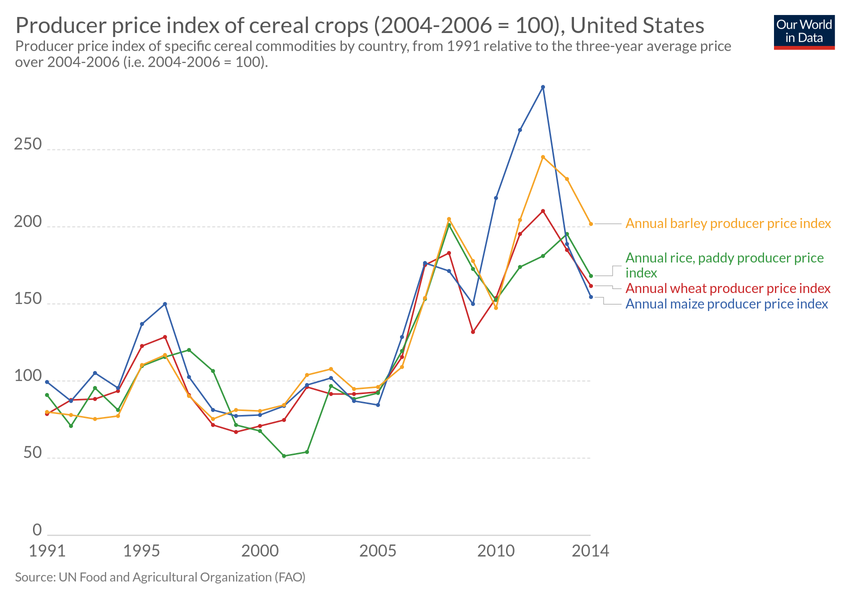 Producer price index of cereal crops (2004-2006 = 100), United States
Our World
in Data
Producer price index of specific cereal commodities by country, from 1991 relative to the three-year average price
over 2004-2006 (i.e. 2004-2006 = 100).
250
200
150
100
50
0
Annual barley producer price index
Annual rice, paddy producer price
index
Annual wheat producer price index
Annual maize producer price index
1991
1995
2000
2005
2010
2014
Source: UN Food and Agricultural Organization (FAO)